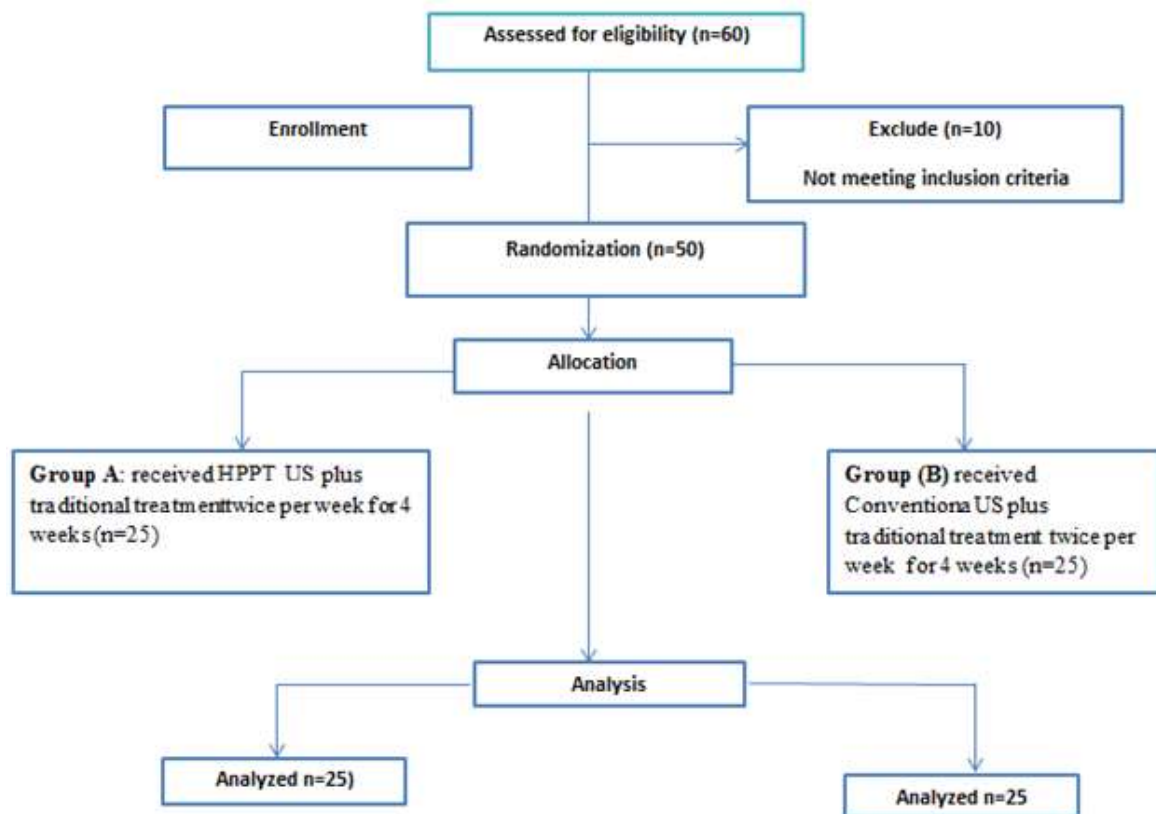 Assessed for eligibility (n=60)
Enrollment
Exclude (n=10)
Not meeting inclusion criteria
Randomization (n=50)
Allocation
Group A: received HPPT US plus
traditional treatmenttwice per week for 4
weeks (n=25)
Group (B) received
Conventiona US plus
traditional treatment twice per
week for 4 weeks (n=25)
Analysis
Analyzed n=25)
Analyzed n=25